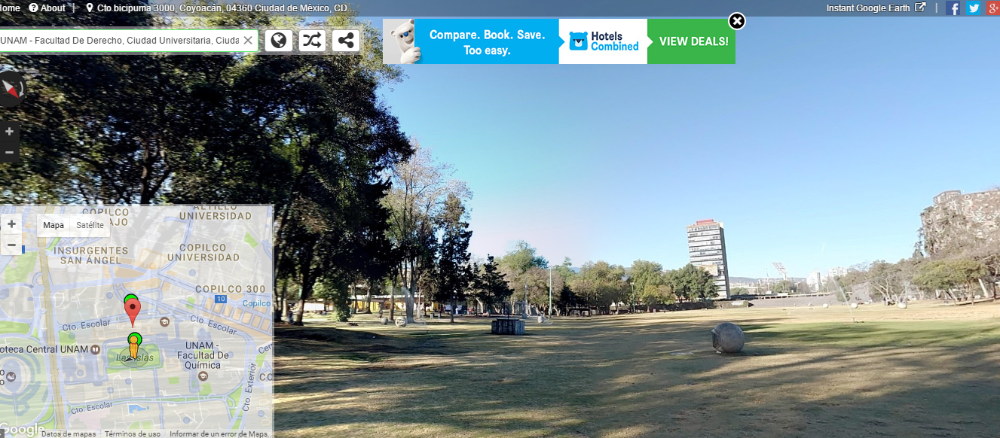 Home About | Cto bicipuma 3000, Coyoacán, 04360 Ciudad de México, CD...
Instant Google Earth |
UNAM - Facultad De Derecho, Ciudad Universitaria, Ciuda
Compare. Book. Save.
Too easy.
Hotels
Combined
VIEW DEALS!
Mapa Satélite
COPILCO
AJO
ALTILLO
UNIVERSIDAD
INSURGENTES
SAN ÁNGEL
COPILCO
UNIVERSIDAD
COPILCO 300
10
Copilco
Cto. Escolar
Cto. Escolar
oteca Central UNAM
Las Islas
UNAM -
Facultad De
Química
Cto. Exterior
Cto. Escolar
Google
Datos de mapas
Términos de uso
Informar de un error de Maps